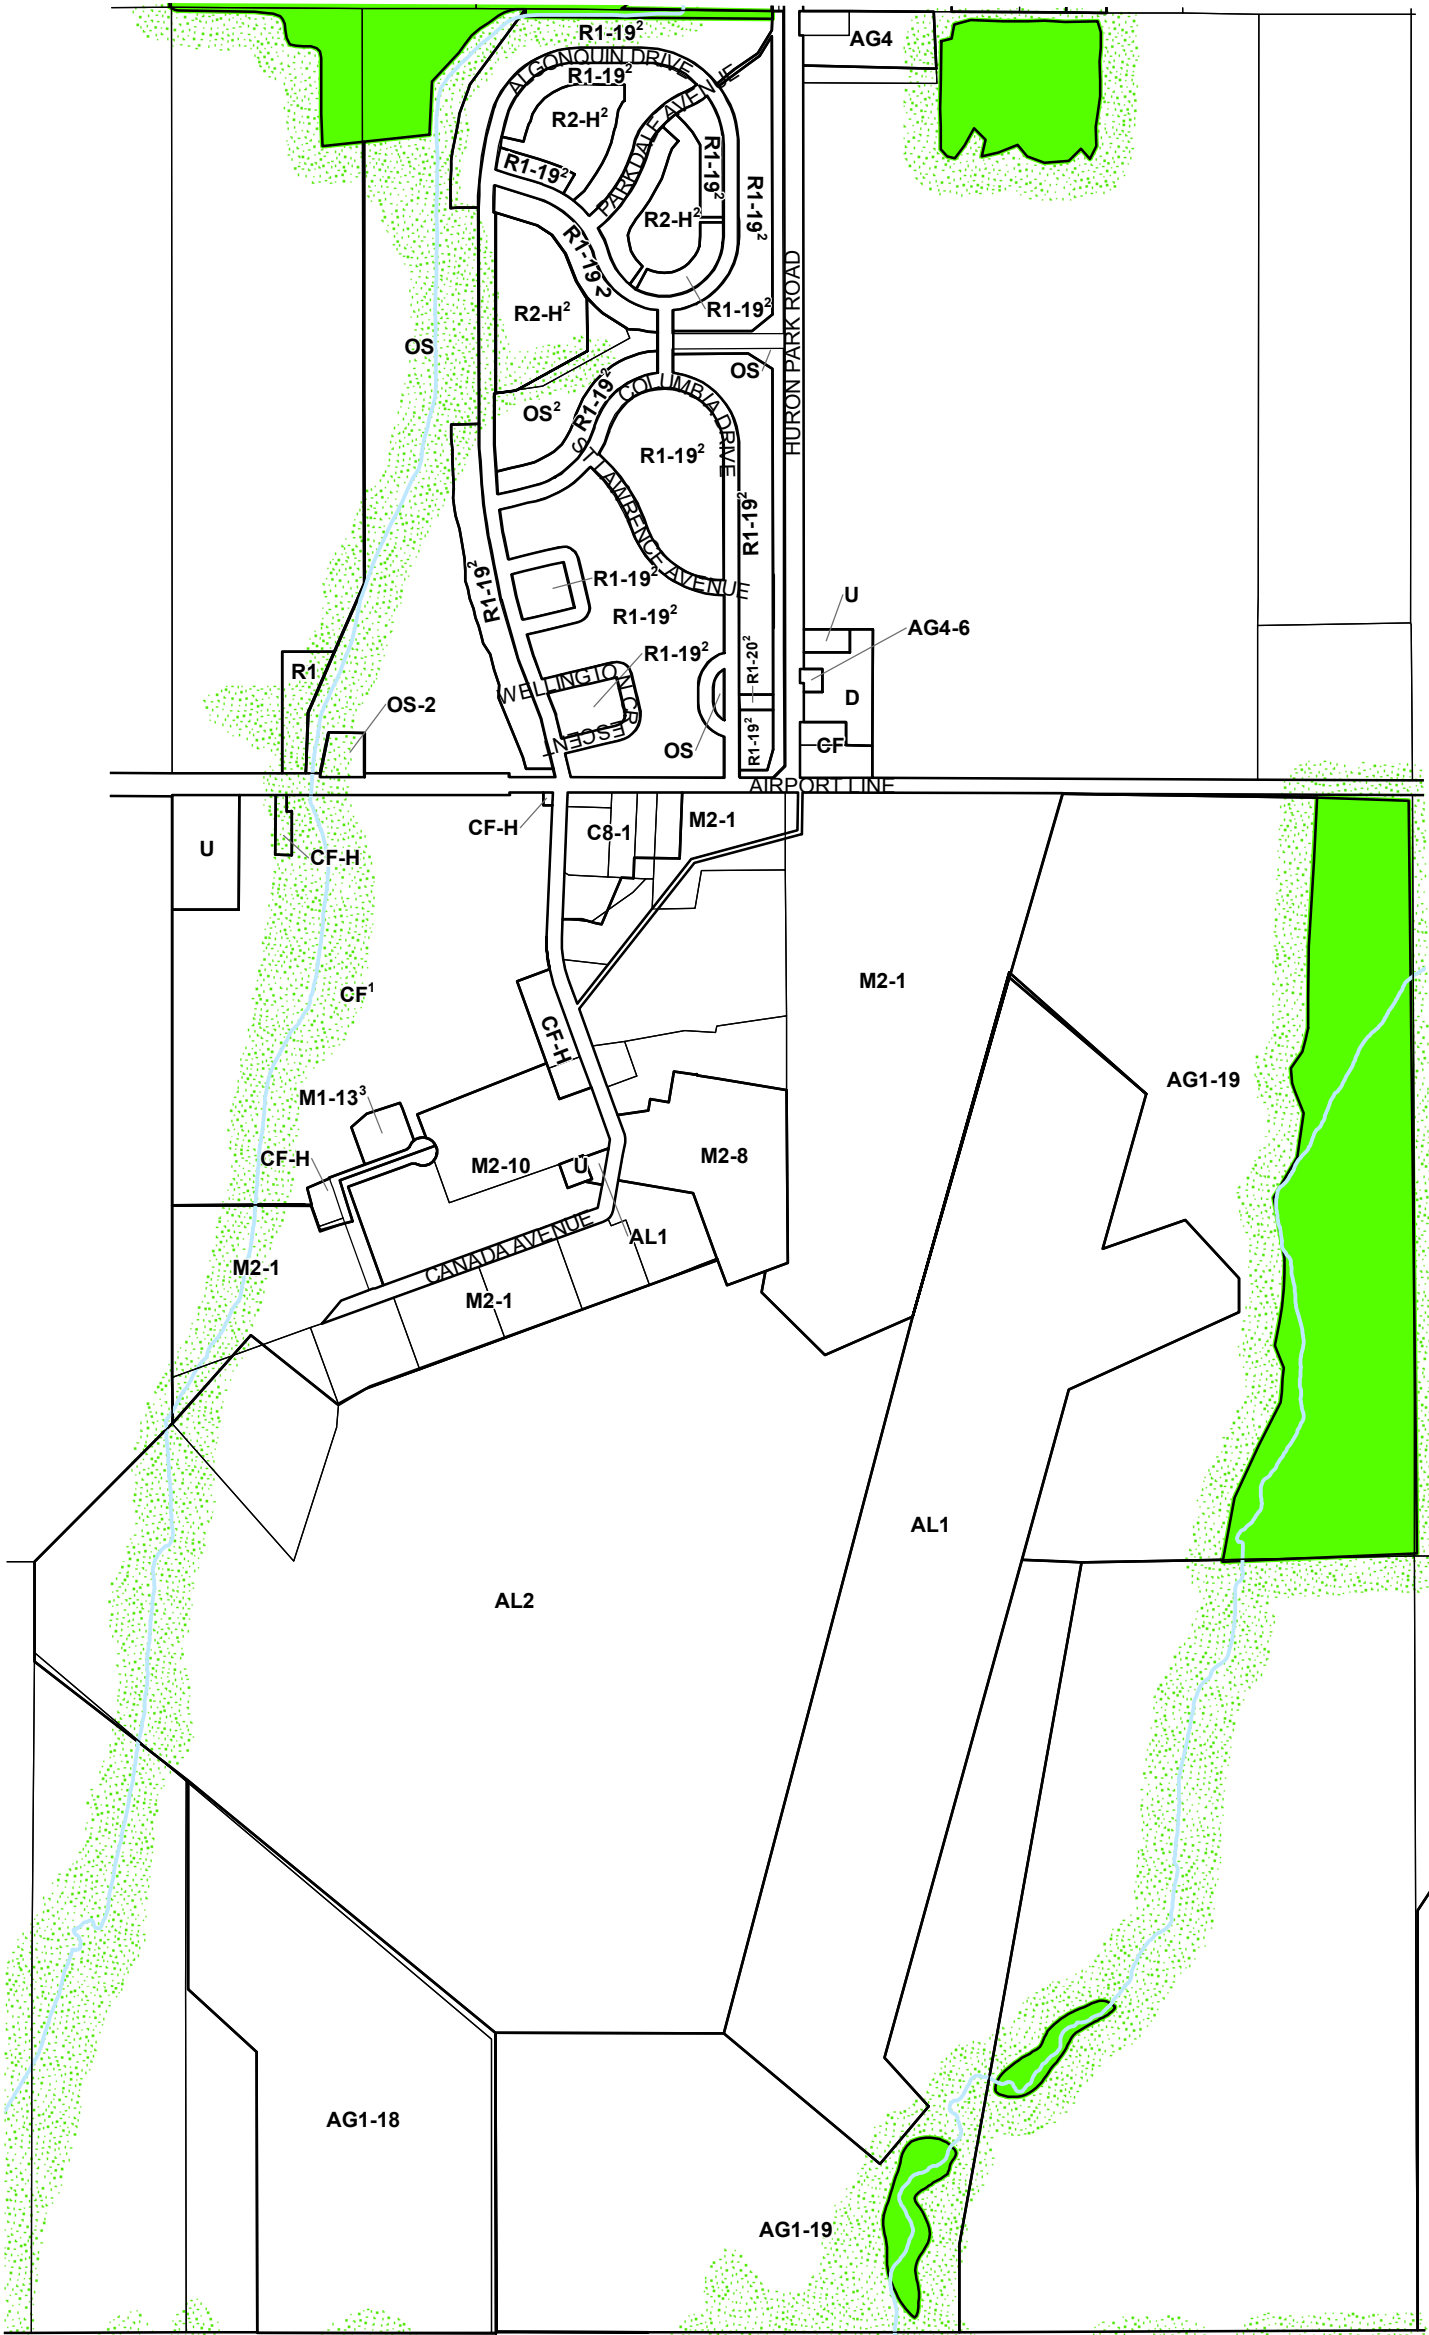 R1-19²
AG4
ALGONQUIN DRIVE
R1-19²
PARKDALE AVENUE
R2-H²
R1-19²
R1-19²
R1-19²
R2-H²
R1-19²
HURON PARK ROAD
R2-H²
R1-19²
OS
OS
R1-19²
COLUMBIA DRIVE
OS²
R1-19²
ST LAWRENCE AVENUE
R1-19²
R1-19²
R1-19²
R1-19²
U
AG4-6
R1-19²
R1-20²
R1
WELLINGTON CRESCENT
D
OS-2
OS
R1-19²
CF
AIRPORT LINE
CF-H
C8-1
M2-1
U
CF-H
CF¹
M2-1
CF-H
M1-13³
AG1-19
CF-H
M2-10
U
M2-8
CANADA AVENUE
AL1
M2-1
M2-1
AL1
AL2
AG1-18
AG1-19